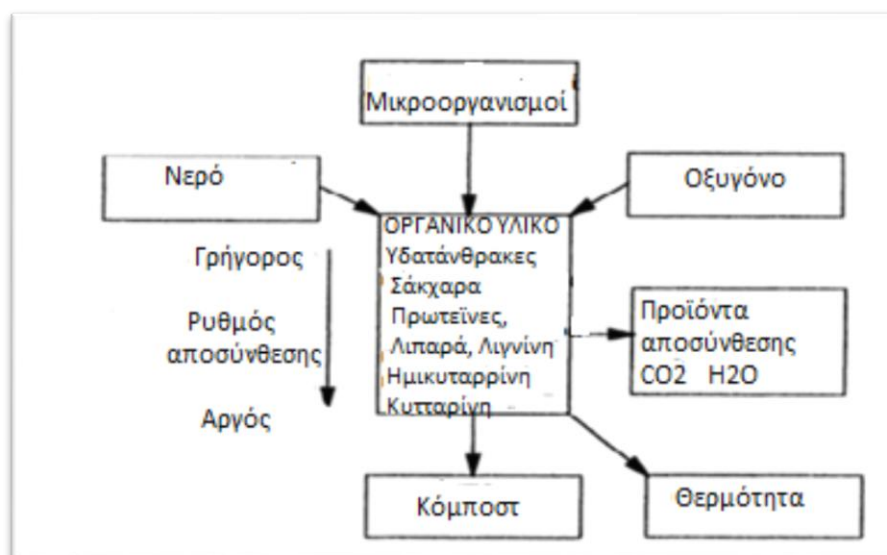 Μικροοργανισμοί
Νερό
Οξυγόνο
ΟΡΓΑΝΙΚΟ ΥΛΙΚΟ
Υδατάνθρακες
Σάκχαρα
Πρωτεϊνες,
Λιπαρά, Λιγνίνη
Ημικυταρρίνη
Κυτταρίνη
Γρήγορος
Ρυθμός
αποσύνθεσης
Αργός
Προϊόντα
αποσύνθεσης
CO2 H2O
Κόμποστ
Θερμότητα